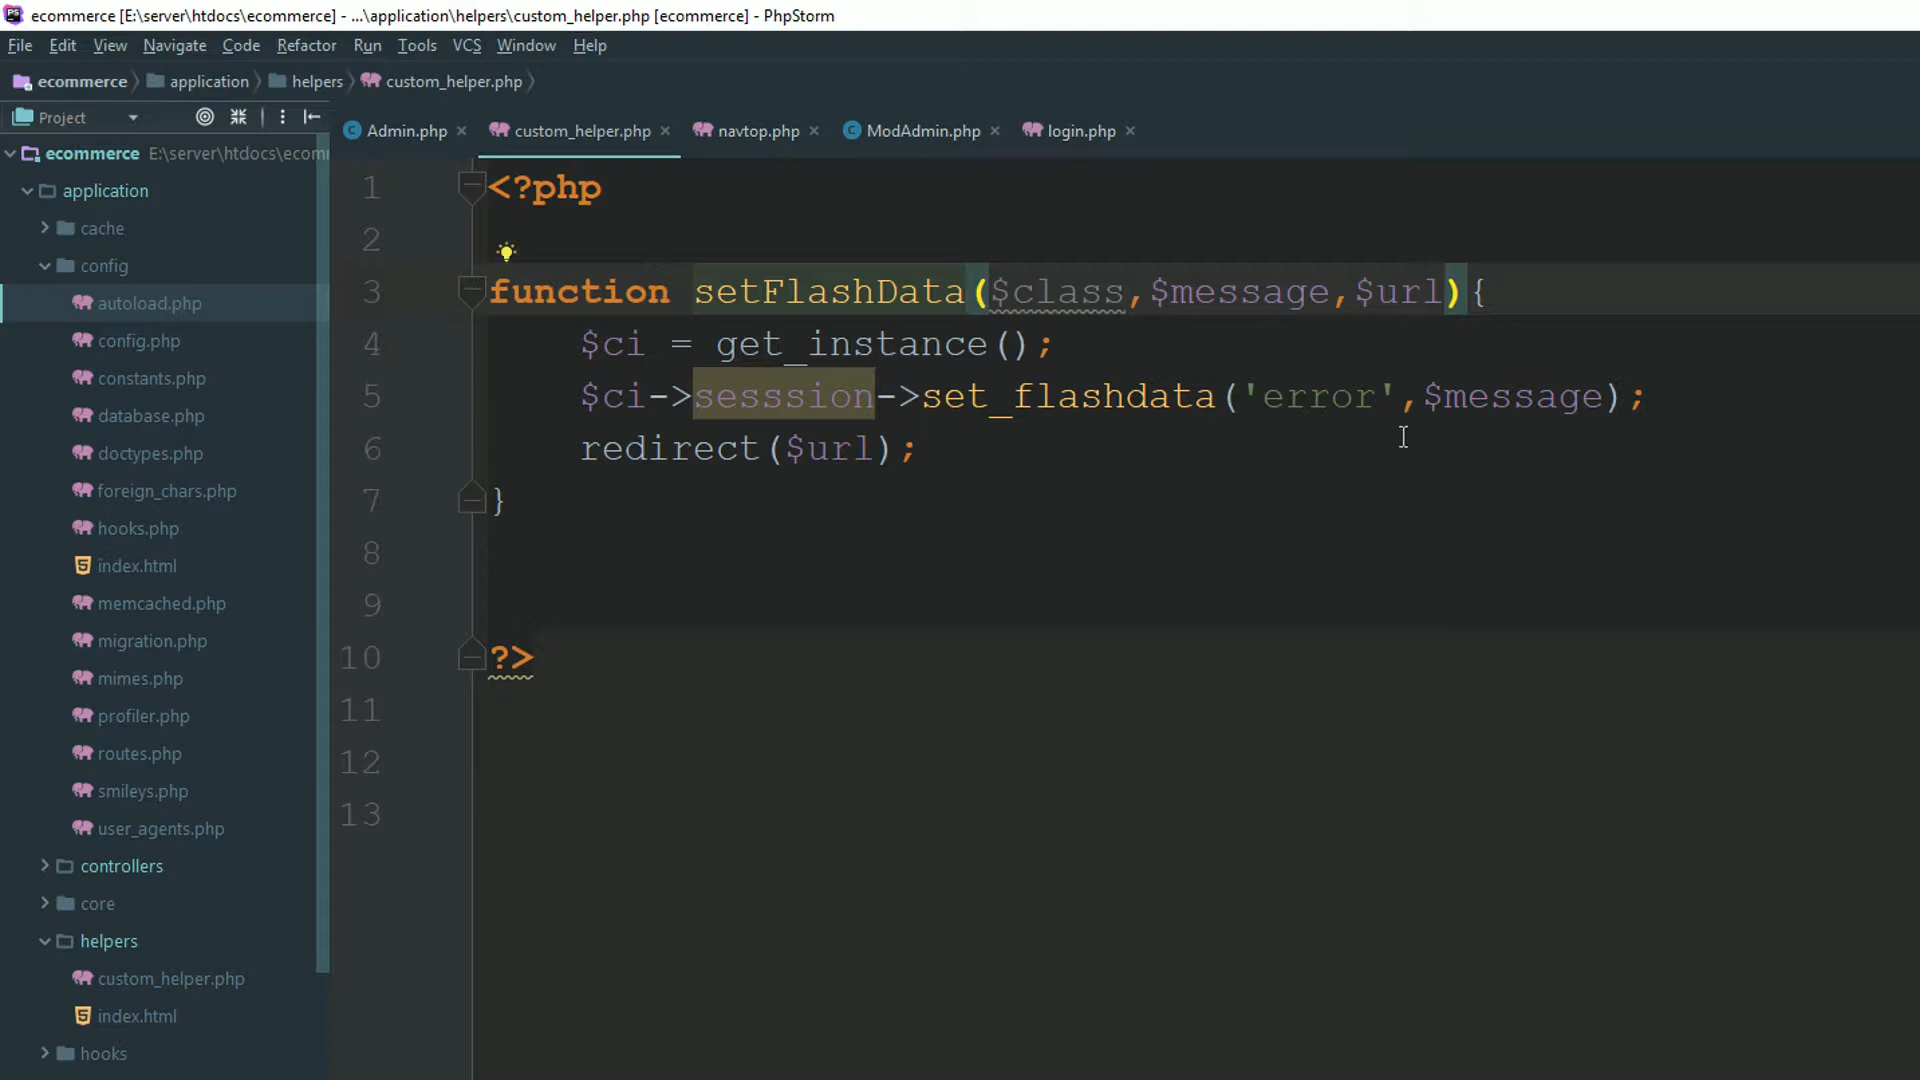 PS ecommerce [E:\server\htdocs\ecommerce] - ...\application\helpers\custom_helper.php [ecommerce] - PhpStorm
File Edit View Navigate Code Refactor Run Tools VCS Window Help
ecommerce application helpers custom_helper.php
Project
Admin.php custom_helper.php navtop.php ModAdmin.php login.php
ecommerce E:\server\htdocs\ecomm
application
cache
config
autoload.php
config.php
constants.php
database.php
doctypes.php
foreign_chars.php
hooks.php
index.html
memcached.php
migration.php
mimes.php
profiler.php
routes.php
smileys.php
user_agents.php
controllers
core
helpers
custom_helper.php
index.html
hooks
1 <?php
2
3 function setFlashData($class,$message,$url){
4 $ci = get_instance();
5 $ci->sesssion->set_flashdata('error',$message);
6 redirect($url);
7 }
8
9
10 ?>
11
12
13